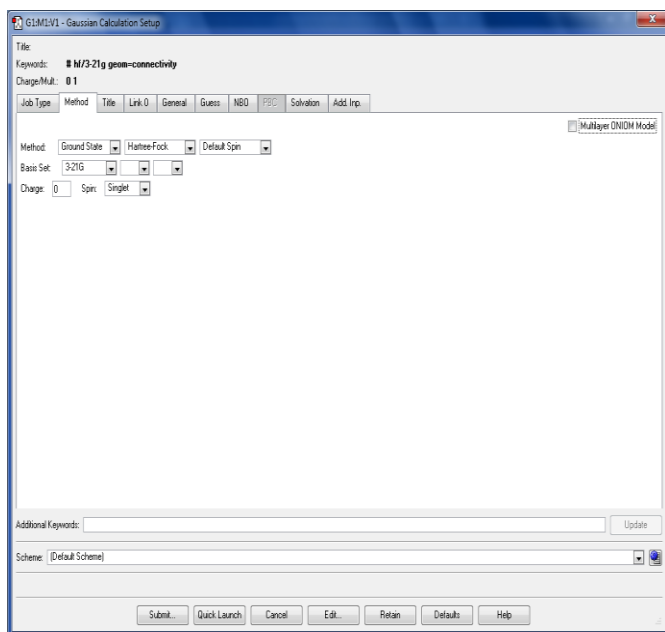 G1:M1:V1 - Gaussian Calculation Setup
Title:
Keywords: # hf/3-21g geom=connectivity
Charge/Mult.: 0 1
Job Type Method Title Link 0 General Guess NBO PBC Solvation Add. Inp.
Multilayer ONIOM Model
Method: Ground State Hartree-Fock Default Spin
Basis Set: 3-21G
Charge: 0 Spin: Singlet
Additional Keywords: Update
Scheme: (Default Scheme)
Submit... Quick Launch Cancel Edit... Retain Defaults Help